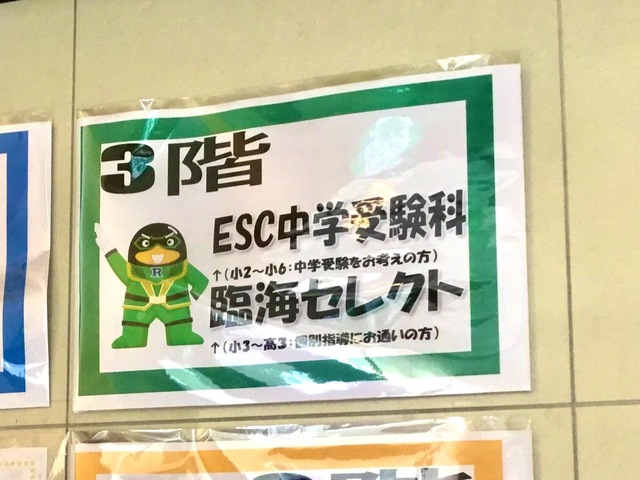 3階
ESC中学受験科
↑(小2～小6:中学受験をお考えの方)
臨海セレクト
↑(小3～高3:個別指導にお通いの方)
R